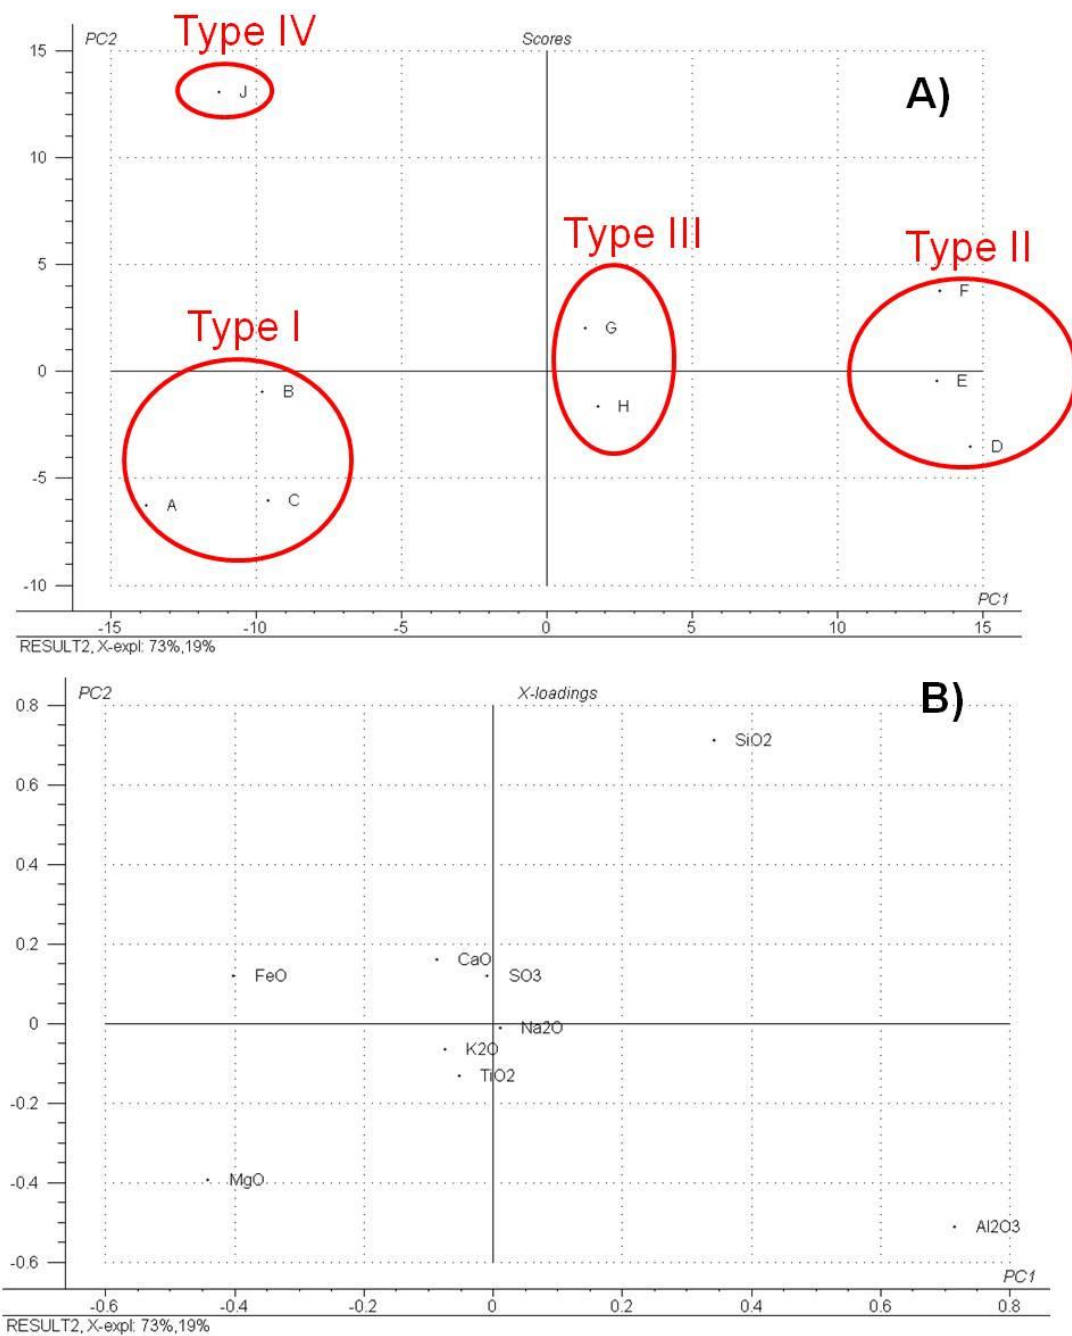 Type IV
PC2
Scores
15
J
A)
10
Type III
Type II
5
F
Type I
G
0
B
E
H
D
-5
C
A
-10
PC1
-15 -10 -5 0 5 10 15
RESULT2, X-expl: 73%,19%
PC2
X-loadings
B)
0.8
SiO2
0.6
0.4
0.2
CaO
FeO
SO3
0
Na2O
K2O
TiO2
-0.2
-0.4
MgO
Al2O3
-0.6
PC1
-0.6 -0.4 -0.2 0 0.2 0.4 0.6 0.8
RESULT2, X-expl: 73%,19%